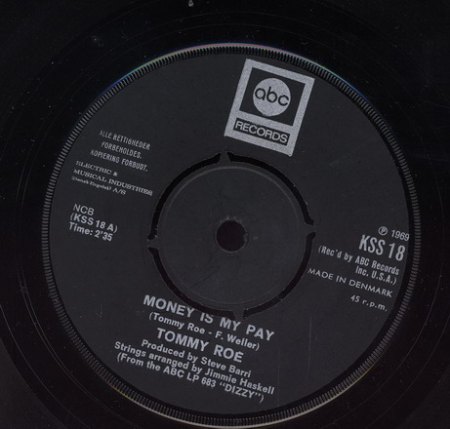 abc
RECORDS
ALLE RETTIGHEDER
FORBEHOLDES.
KOPIERING FORBUDT.
ELECTRIC &
MUSICAL INDUSTRIES
(Dansk-Engelsk) A/S
NCB
(KSS 18 A)
Time: 2'35
℗ 1969
KSS 18
(Rec'd by ABC Records
Inc. U.S.A.)
MADE IN DENMARK
45 r.p.m.
MONEY IS MY PAY
(Tommy Roe - F. Weller)
TOMMY ROE
Produced by Steve Barri
Strings arranged by Jimmie Haskell
(From the ABC LP 683 "DIZZY")